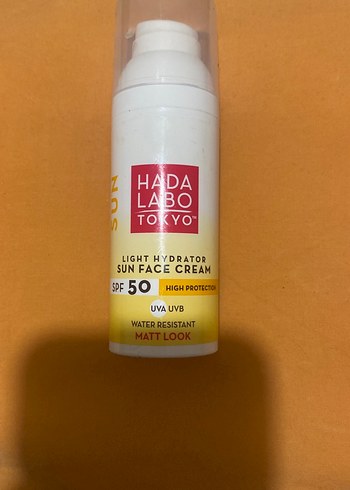 SUN
HADA
LABO
TOKYO™
LIGHT HYDRATOR
SUN FACE CREAM
SPF 50 HIGH PROTECTION
UVA UVB
WATER RESISTANT
MATT LOOK